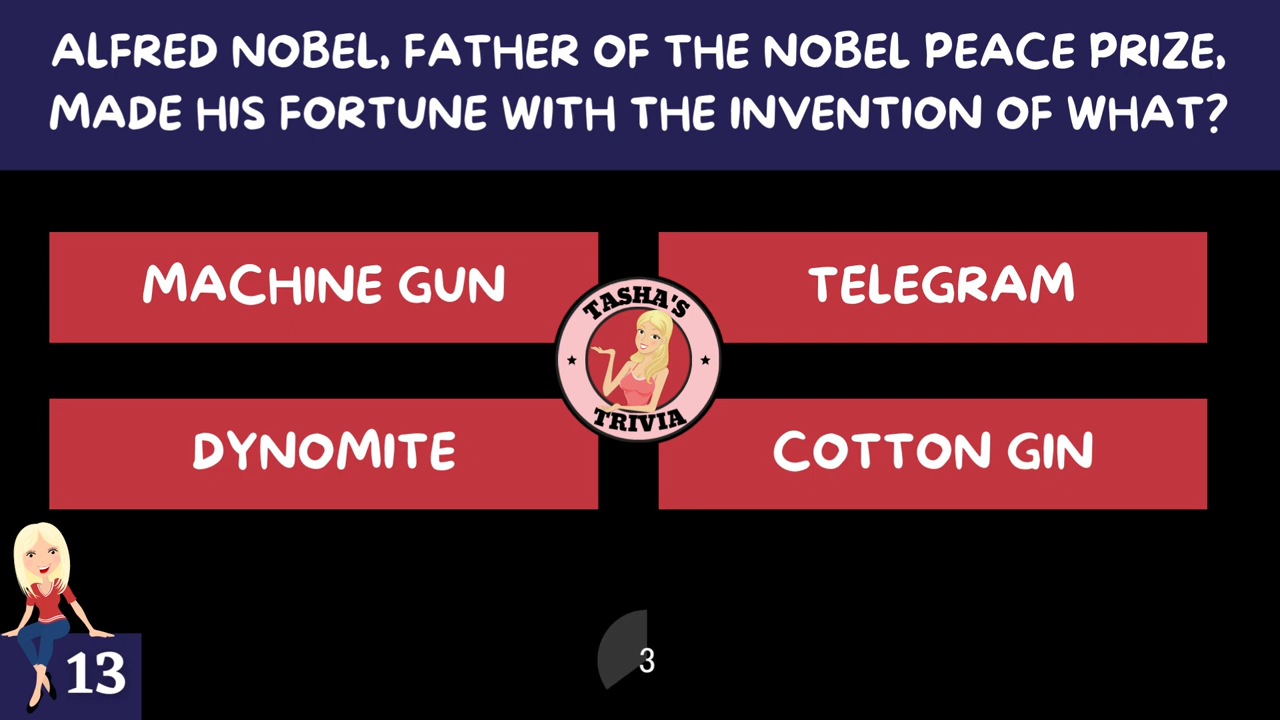 ALFRED NOBEL, FATHER OF THE NOBEL PEACE PRIZE,
MADE HIS FORTUNE WITH THE INVENTION OF WHAT?
MACHINE GUN
TELEGRAM
TASHA'S
TRIVIA
DYNOMITE
COTTON GIN
13
3